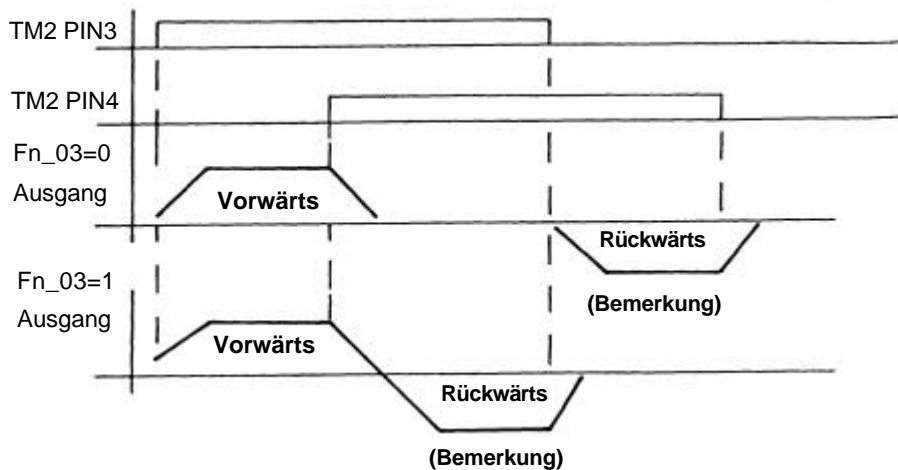 TM2 PIN3
TM2 PIN4
Fn_03=0
Ausgang
Vorwärts
Rückwärts
(Bemerkung)
Fn_03=1
Ausgang
Vorwärts
Rückwärts
(Bemerkung)